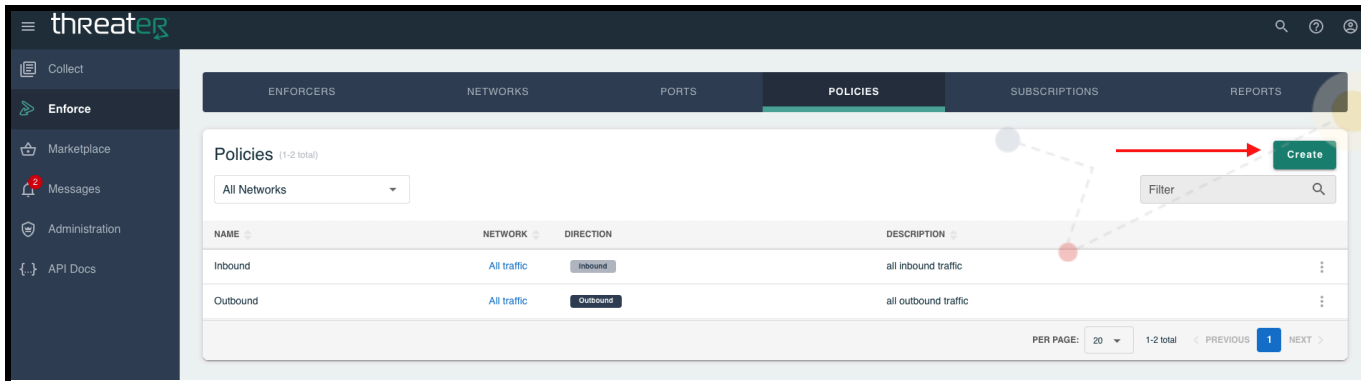 threater
Collect
Enforce
Marketplace
2
Messages
Administration
{..} API Docs
ENFORCERS NETWORKS PORTS POLICIES SUBSCRIPTIONS REPORTS
Policies (1-2 total)
Create
All Networks
Filter
NAME NETWORK DIRECTION DESCRIPTION
Inbound All traffic Inbound all inbound traffic
Outbound All traffic Outbound all outbound traffic
PER PAGE: 20 1-2 total < PREVIOUS 1 NEXT >